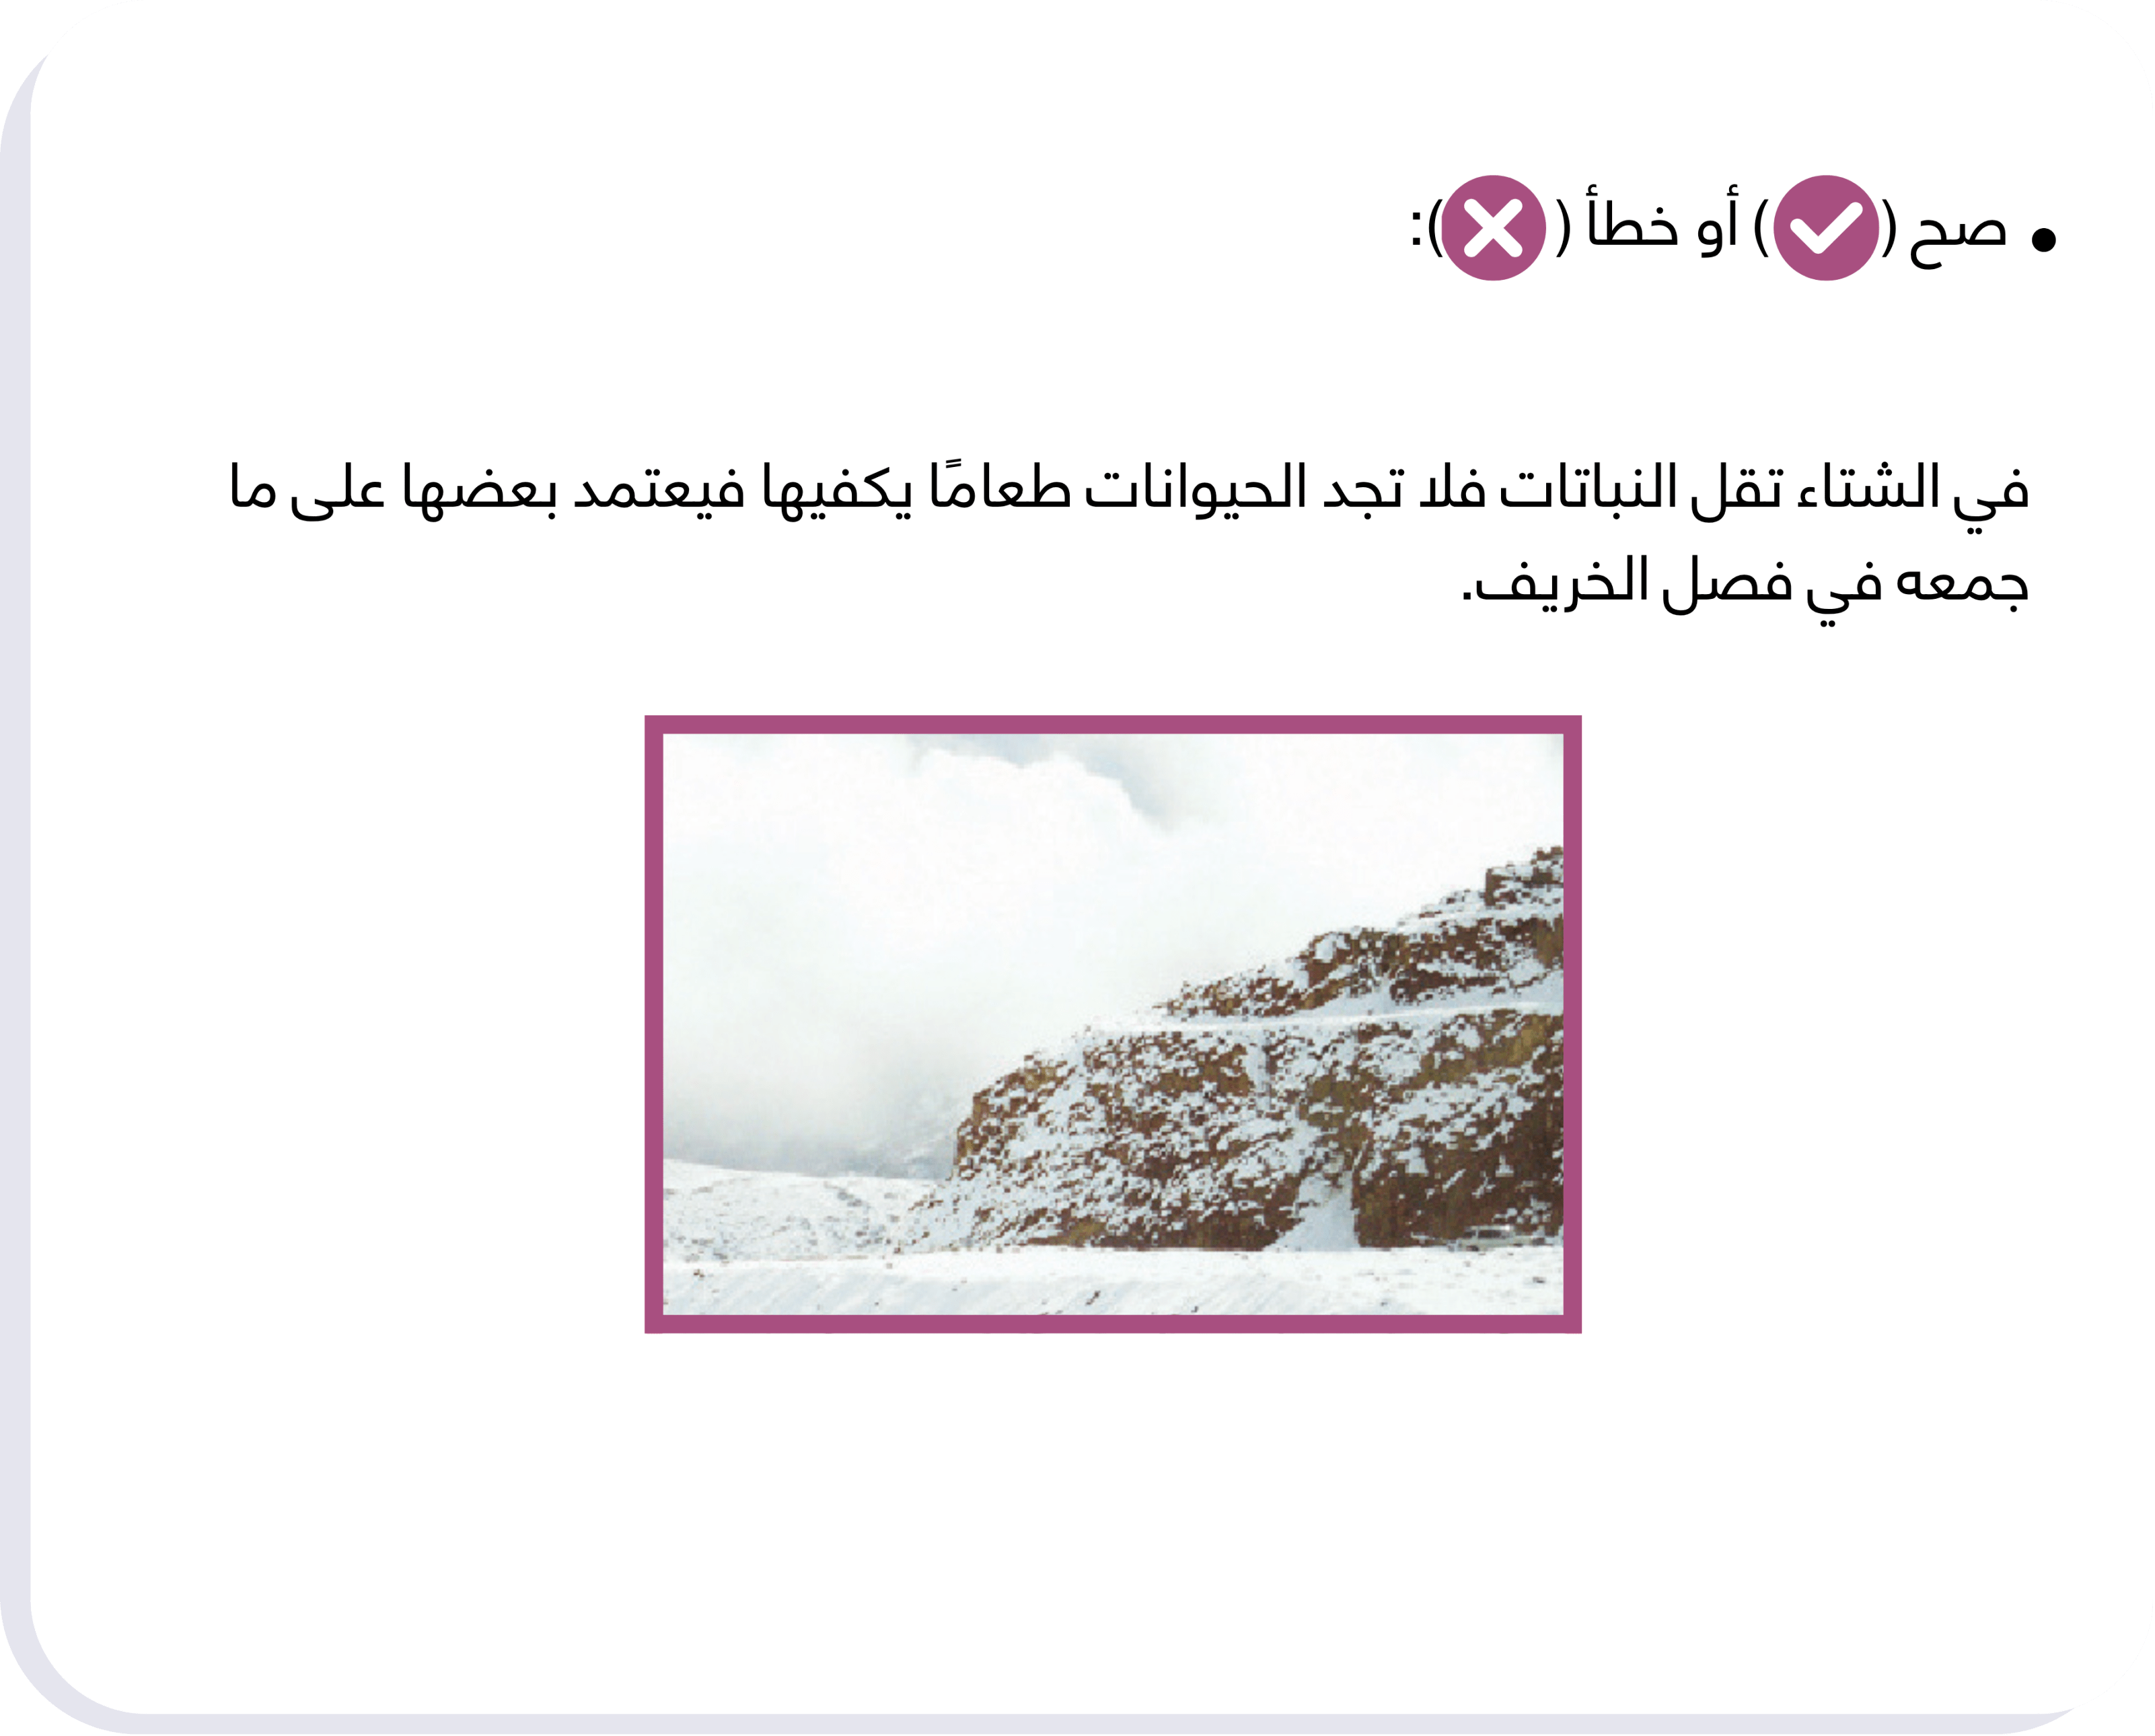 • صح (✓) أو خطأ (✗):
في الشتاء تقل النباتات فلا تجد الحيوانات طعامًا يكفيها فيعتمد بعضها على ما
جمعه في فصل الخريف.